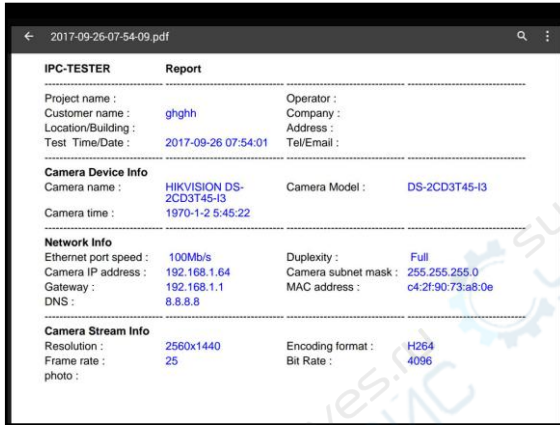 2017-09-26-07-54-09.pdf
IPC-TESTER Report
Project name : Operator :
Customer name : ghghh Company :
Location/Building : Address :
Test Time/Date : 2017-09-26 07:54:01 Tel/Email :
Camera Device Info
Camera name : HIKVISION DS-2CD3T45-I3 Camera Model : DS-2CD3T45-I3
Camera time : 1970-1-2 5:45:22
Network Info
Ethernet port speed : 100Mb/s Duplexity : Full
Camera IP address : 192.168.1.64 Camera subnet mask : 255.255.255.0
Gateway : 192.168.1.1 MAC address : c4:2f:90:73:a8:0e
DNS : 8.8.8.8
Camera Stream Info
Resolution : 2560x1440 Encoding format : H264
Frame rate : 25 Bit Rate : 4096
photo :